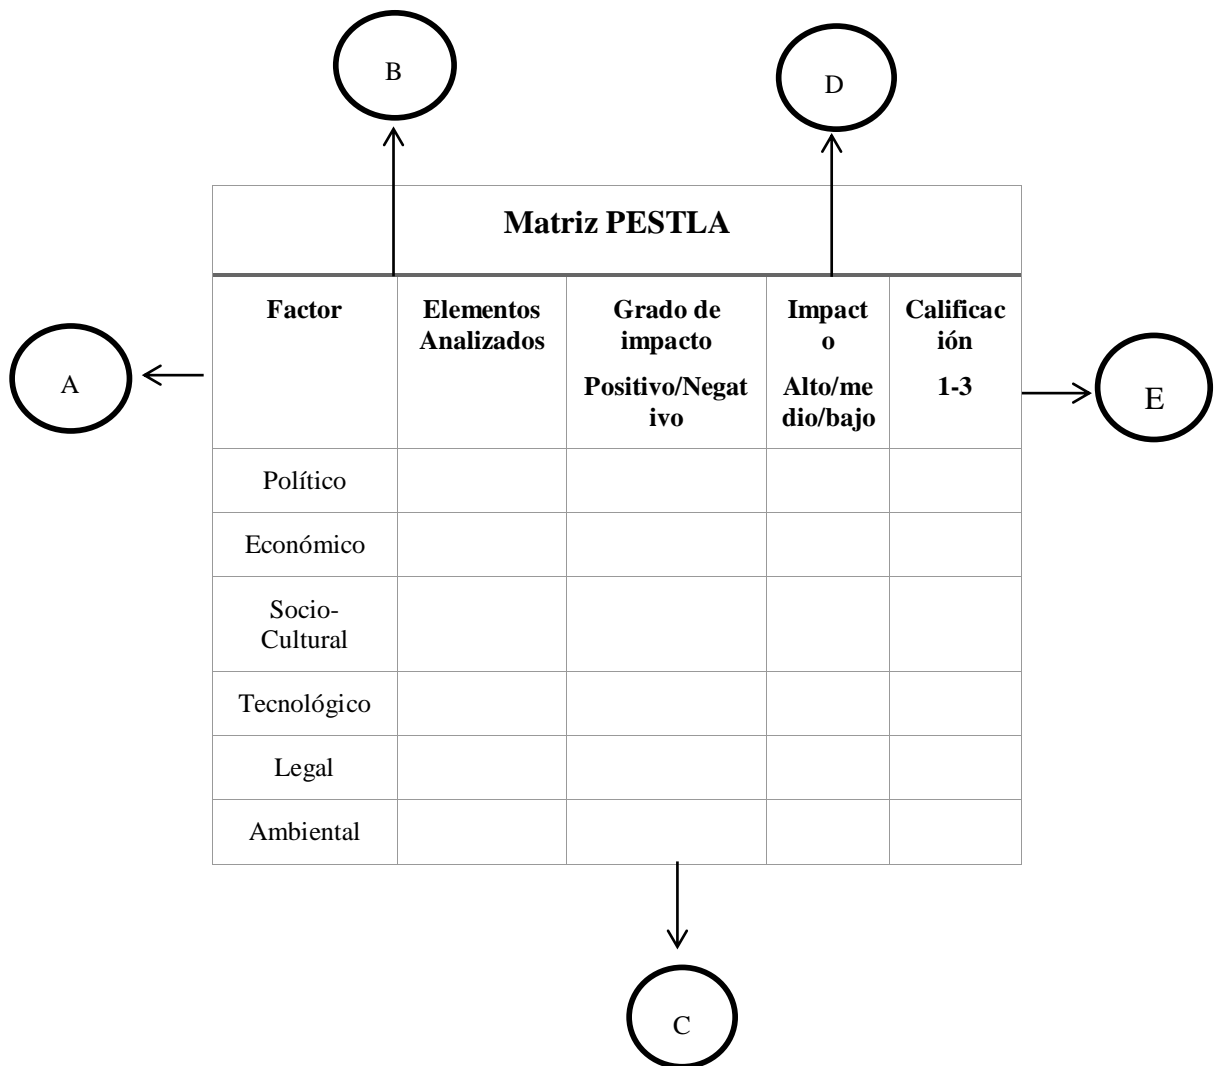 B
D
Matriz PESTLA
Factor
Elementos
Analizados
Grado de
impacto
Positivo/Negat
ivo
Impact
o
Alto/me
dio/bajo
Calificac
ión
1-3
A
E
Político
Económico
Socio-
Cultural
Tecnológico
Legal
Ambiental
C